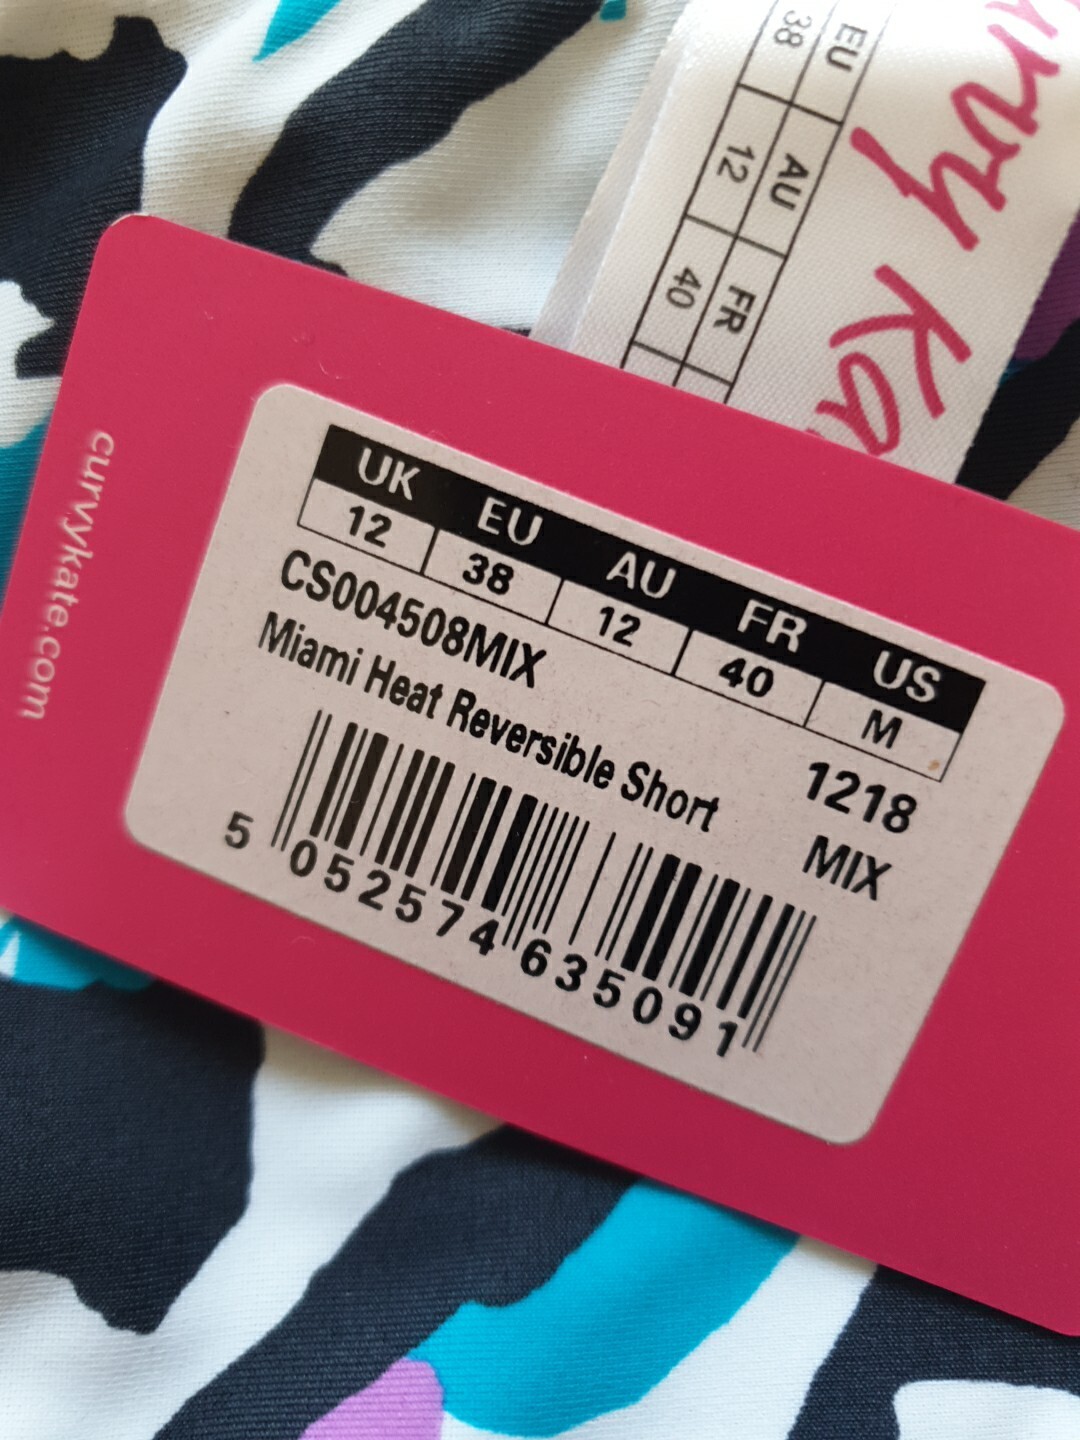 EU AU FR
38 12 40
curvykate.com
UK EU AU FR US
12 38 12 40 M
CS004508MIX 1218
Miami Heat Reversible Short MIX
5 052574 635091